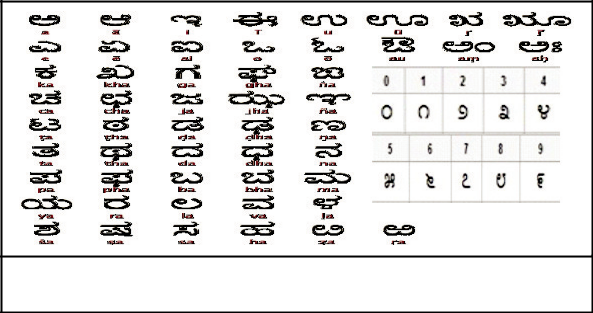 ಅ ಆ ಇ ಈ ಉ ಊ ಋ ೠ
a ā i ī u ū ṛ ṝ
ಎ ಏ ಐ ಒ ಓ ಔ ಅಂ ಅಃ
e ē ai o ō au aṃ aḥ
ಕ ಖ ಗ ಘ ಙ
ka kha ga gha ṅa
ಚ ಛ ಜ ಝ ಞ
ca cha ja jha ña
ಟ ಠ ಡ ಢ ಣ
ṭa ṭha ḍa ḍha ṇa
ತ ಥ ದ ಧ ನ
ta tha da dha na
ಪ ಫ ಬ ಭ ಮ
pa pha ba bha ma
ಯ ರ ಲ ವ ಳ
ya ra la va ḷa
ಶ ಷ ಸ ಹ ೞ ಱ
śa ṣa sa ha ḻa ṟa
0 1 2 3 4
೦ ೧ ೨ ೩ ೪
5 6 7 8 9
೫ ೬ ೭ ೮ ೯